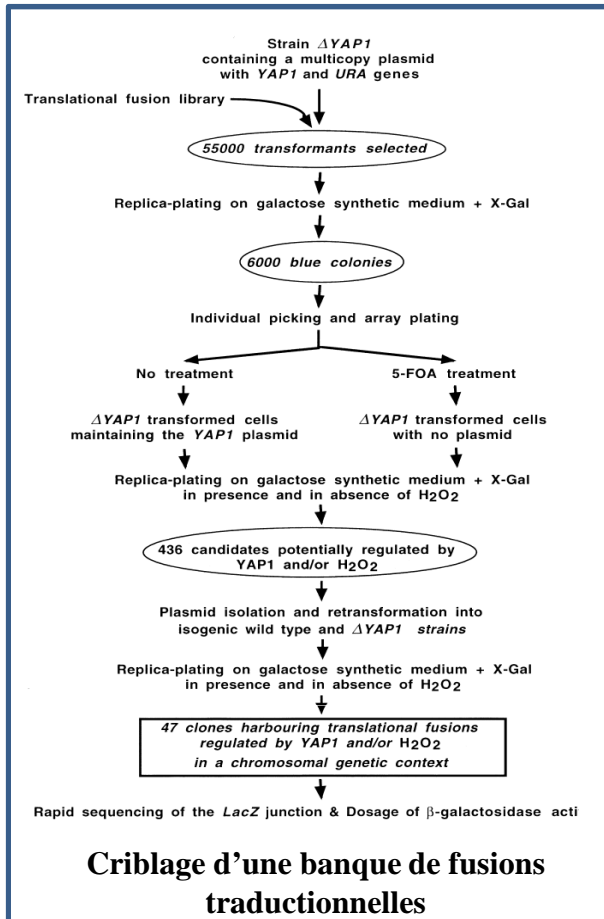 Strain ΔYAP1
containing a multicopy plasmid
with YAP1 and URA genes
Translational fusion library
55000 transformants selected
Replica-plating on galactose synthetic medium + X-Gal
6000 blue colonies
Individual picking and array plating
No treatment
5-FOA treatment
ΔYAP1 transformed cells
maintaining the YAP1 plasmid
ΔYAP1 transformed cells
with no plasmid
Replica-plating on galactose synthetic medium + X-Gal
in presence and in absence of H2O2
436 candidates potentially regulated by
YAP1 and/or H2O2
Plasmid isolation and retransformation into
isogenic wild type and ΔYAP1 strains
Replica-plating on galactose synthetic medium + X-Gal
in presence and in absence of H2O2
47 clones harbouring translational fusions
regulated by YAP1 and/or H2O2
in a chromosomal genetic context
Rapid sequencing of the LacZ junction & Dosage of β-galactosidase acti
Criblage d'une banque de fusions
traductionnelles